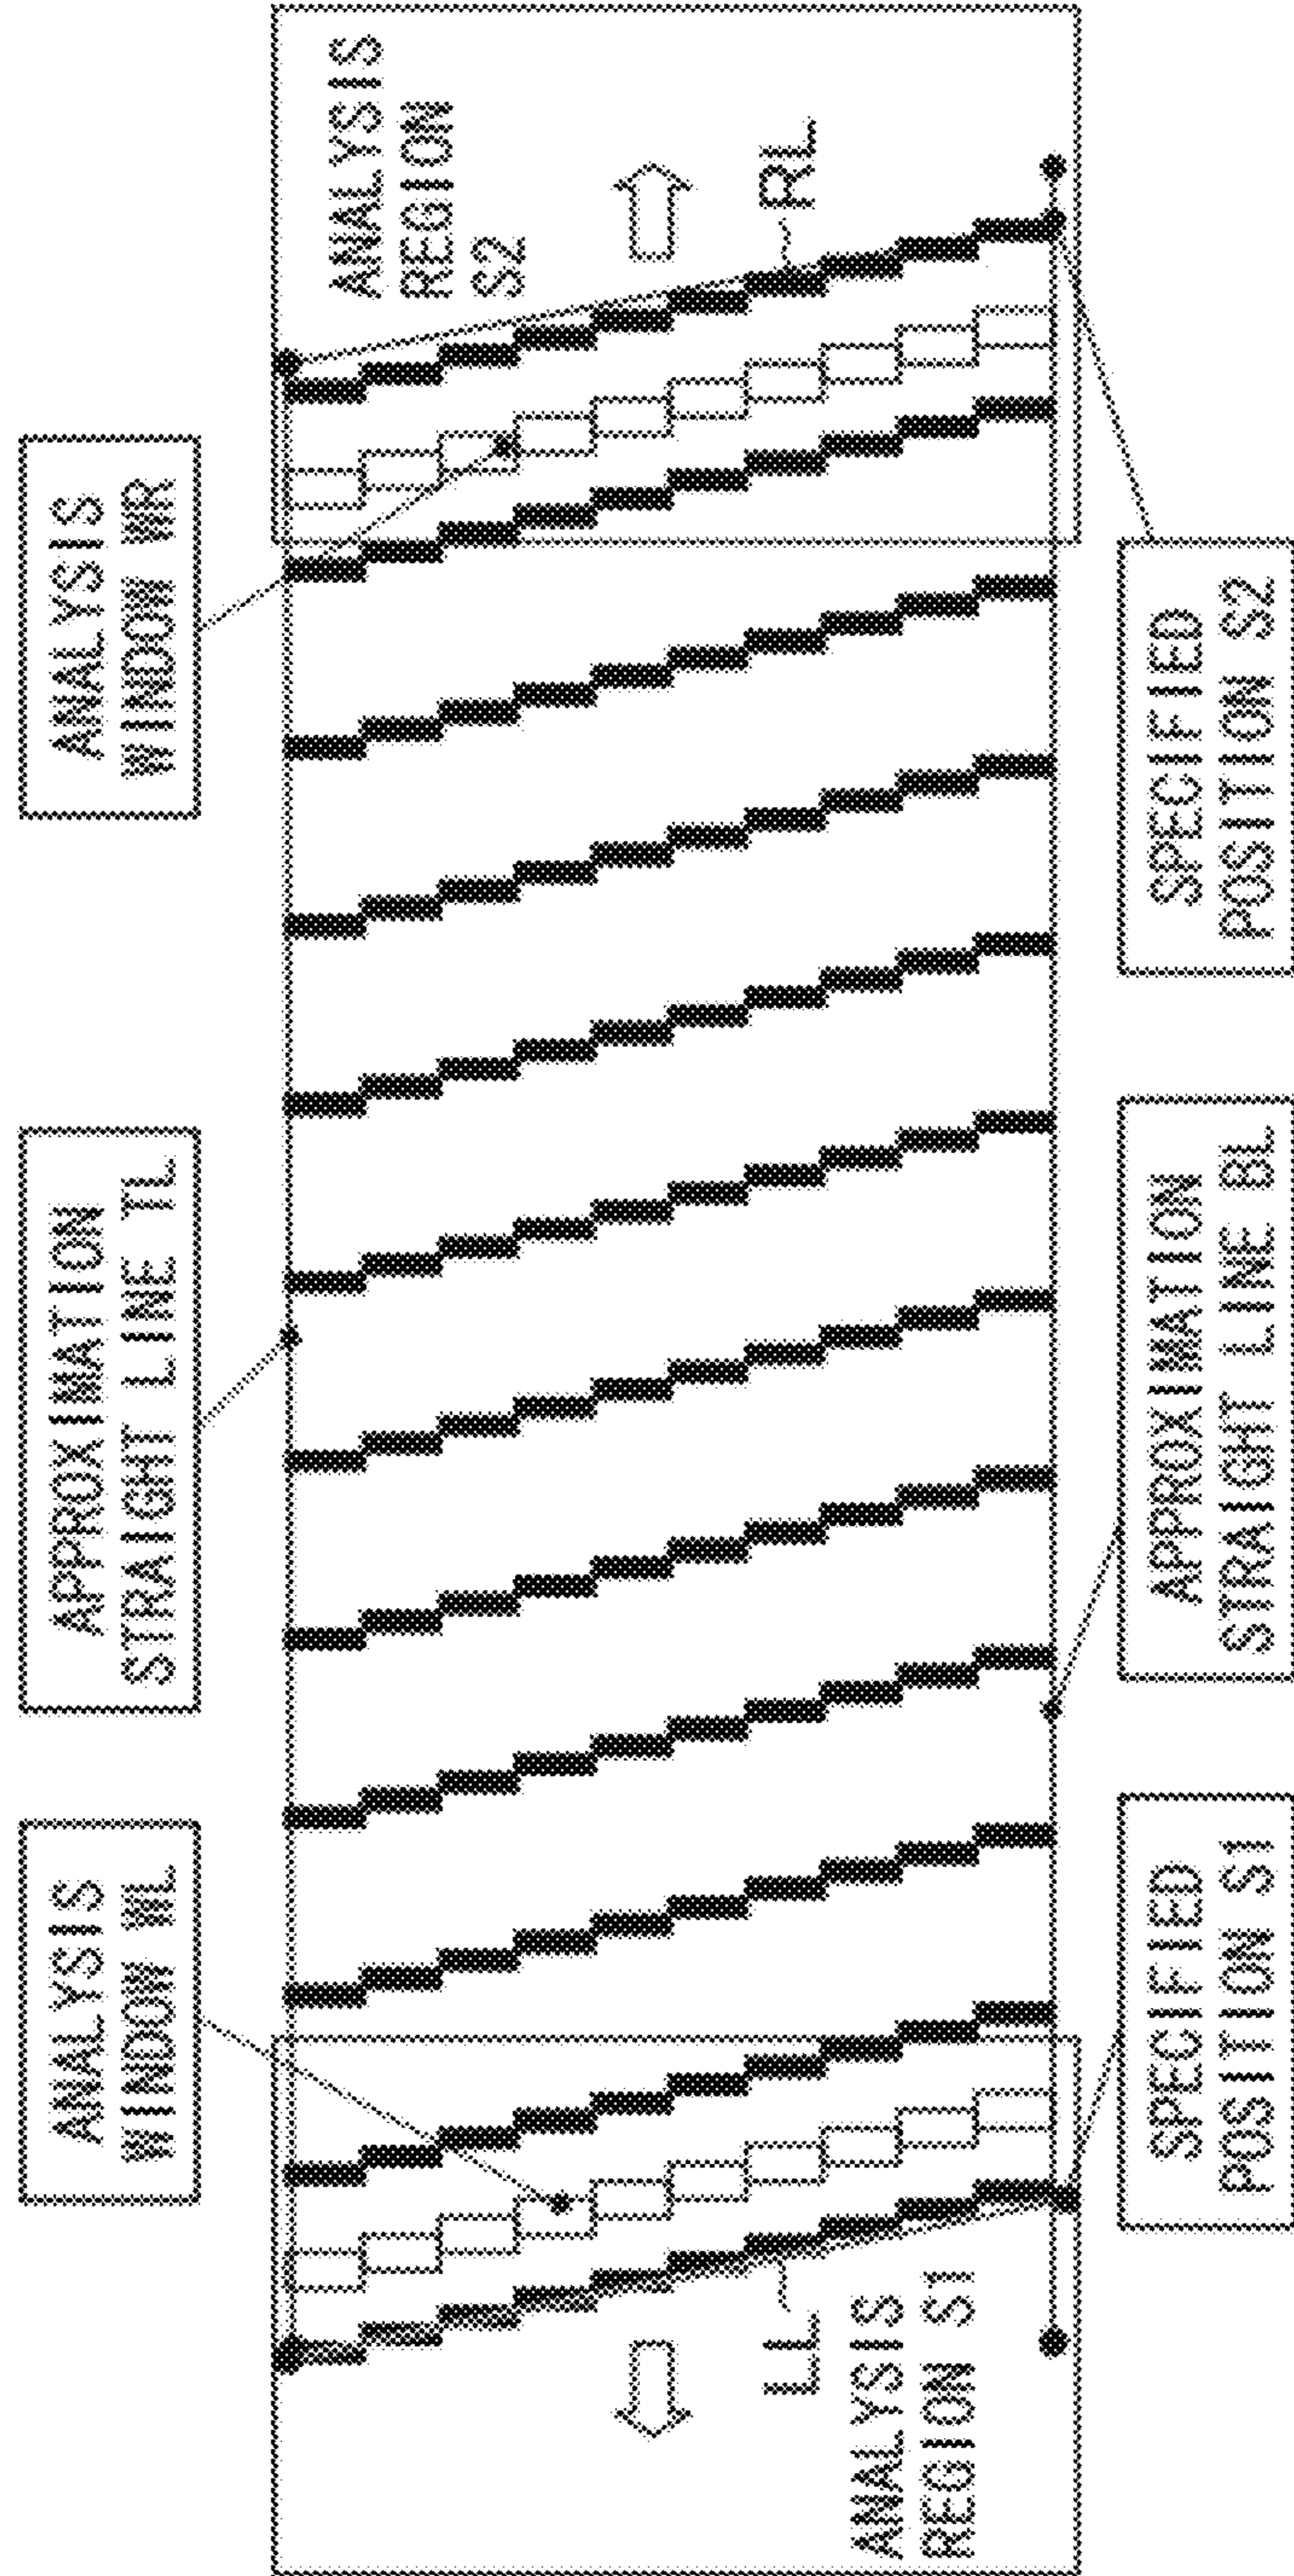 ANALYSIS
WINDOW WL
APPROXIMATION
STRAIGHT LINE TL
ANALYSIS
WINDOW WR
ANALYSIS
REGION
S2
RL
LL
ANALYSIS
REGION S1
SPECIFIED
POSITION S1
APPROXIMATION
STRAIGHT LINE BL
SPECIFIED
POSITION S2